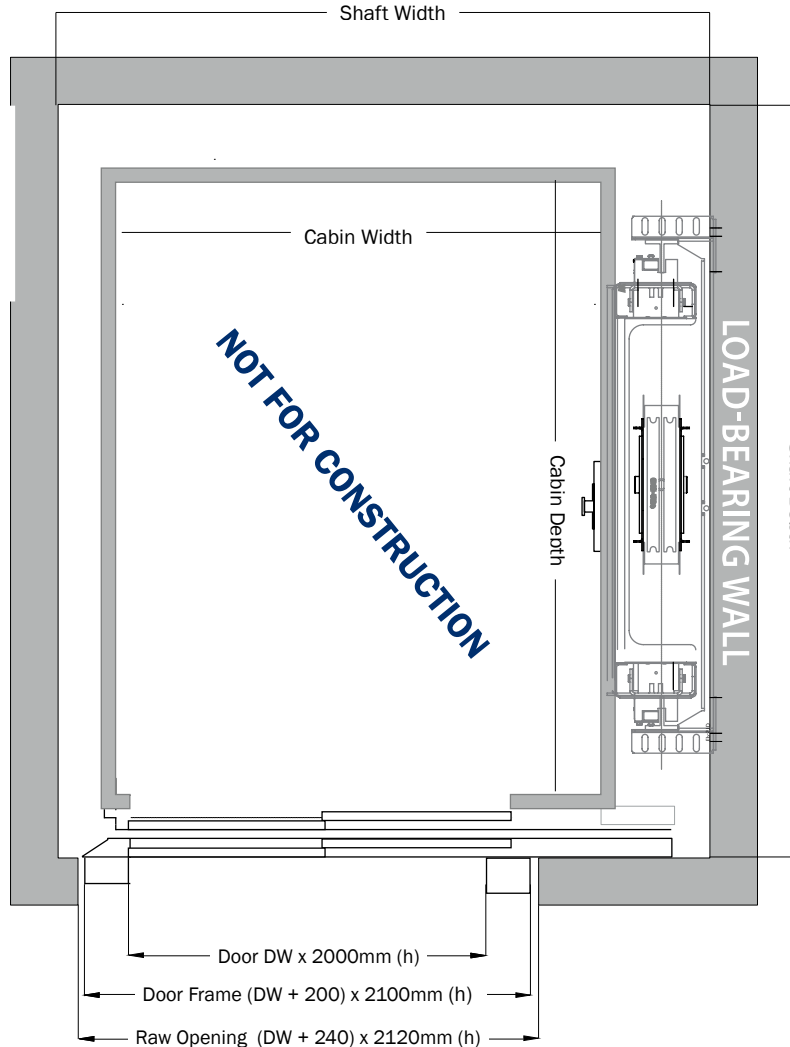 Shaft Width
Cabin Width
NOT FOR CONSTRUCTION
Cabin Depth
LOAD-BEARING WALL
Door DW x 2000mm (h)
Door Frame (DW + 200) x 2100mm (h)
Raw Opening (DW + 240) x 2120mm (h)